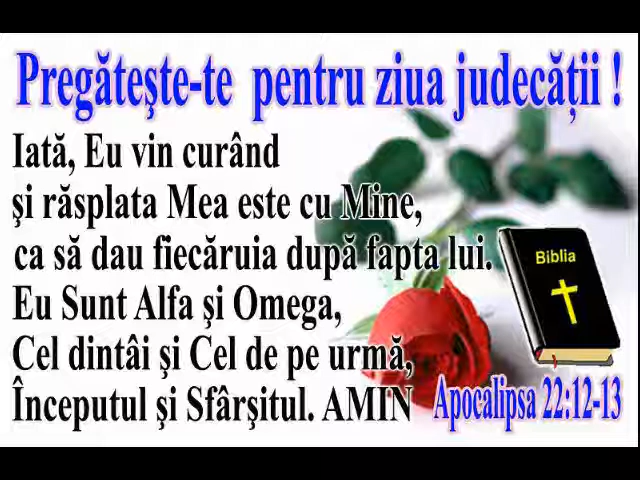 Pregăteşte-te pentru ziua judecăţii !
Iată, Eu vin curând
şi răsplata Mea este cu Mine,
ca să dau fiecăruia după fapta lui.
Biblia
Eu Sunt Alfa şi Omega,
Cel dintâi şi Cel de pe urmă,
Începutul şi Sfârşitul. AMIN
Apocalipsa 22:12-13